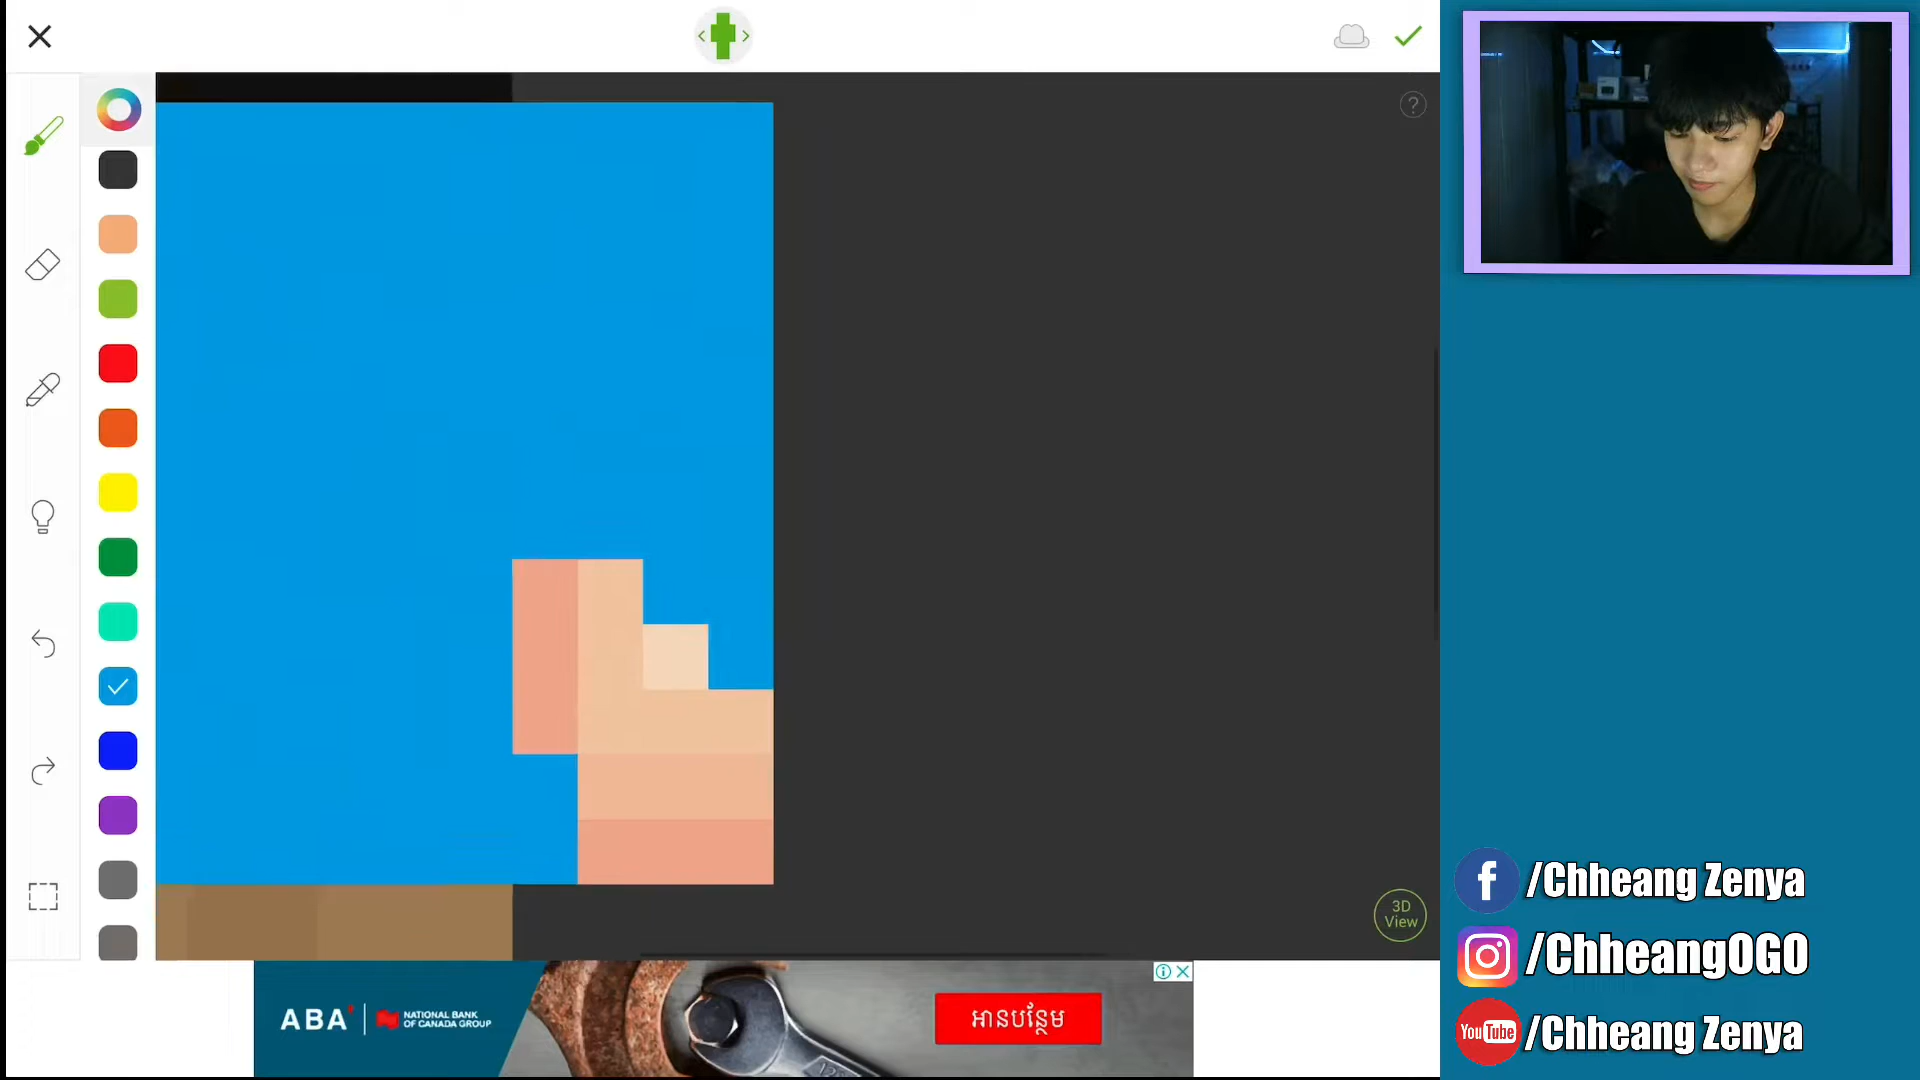 ?
3D
View
/Chheang Zenya
/ChheangOGO
YouTube
/Chheang Zenya
ABA
NATIONAL BANK
OF CANADA GROUP
អានបន្ថែម